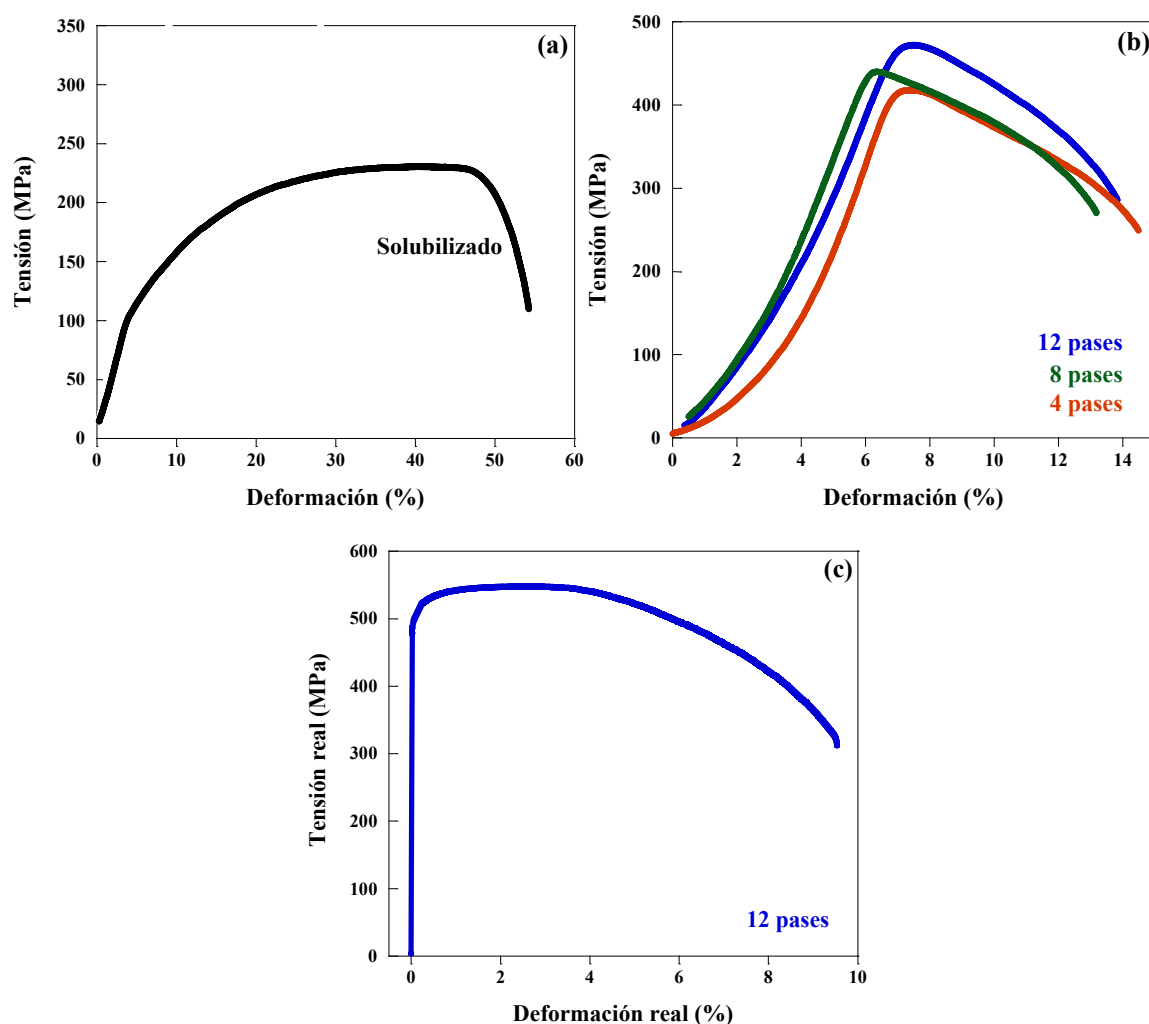 (a)
Tensión (MPa)
350
300
250
200
150
100
50
0
Solubilizado
0 10 20 30 40 50 60
Deformación (%)
(b)
Tensión (MPa)
500
400
300
200
100
0
12 pases
8 pases
4 pases
0 2 4 6 8 10 12 14
Deformación (%)
(c)
Tensión real (MPa)
600
500
400
300
200
100
0
12 pases
0 2 4 6 8 10
Deformación real (%)